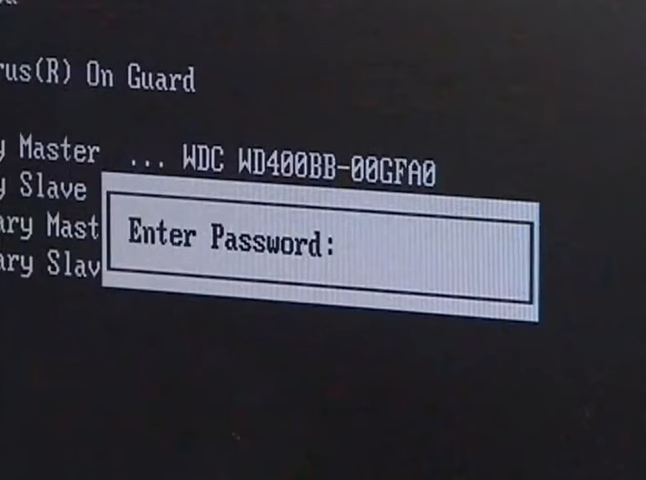 rus(R) On Guard
y Master ... WDC WD400BB-00GFA0
y Slave
ary Mast
ary Slav
Enter Password: